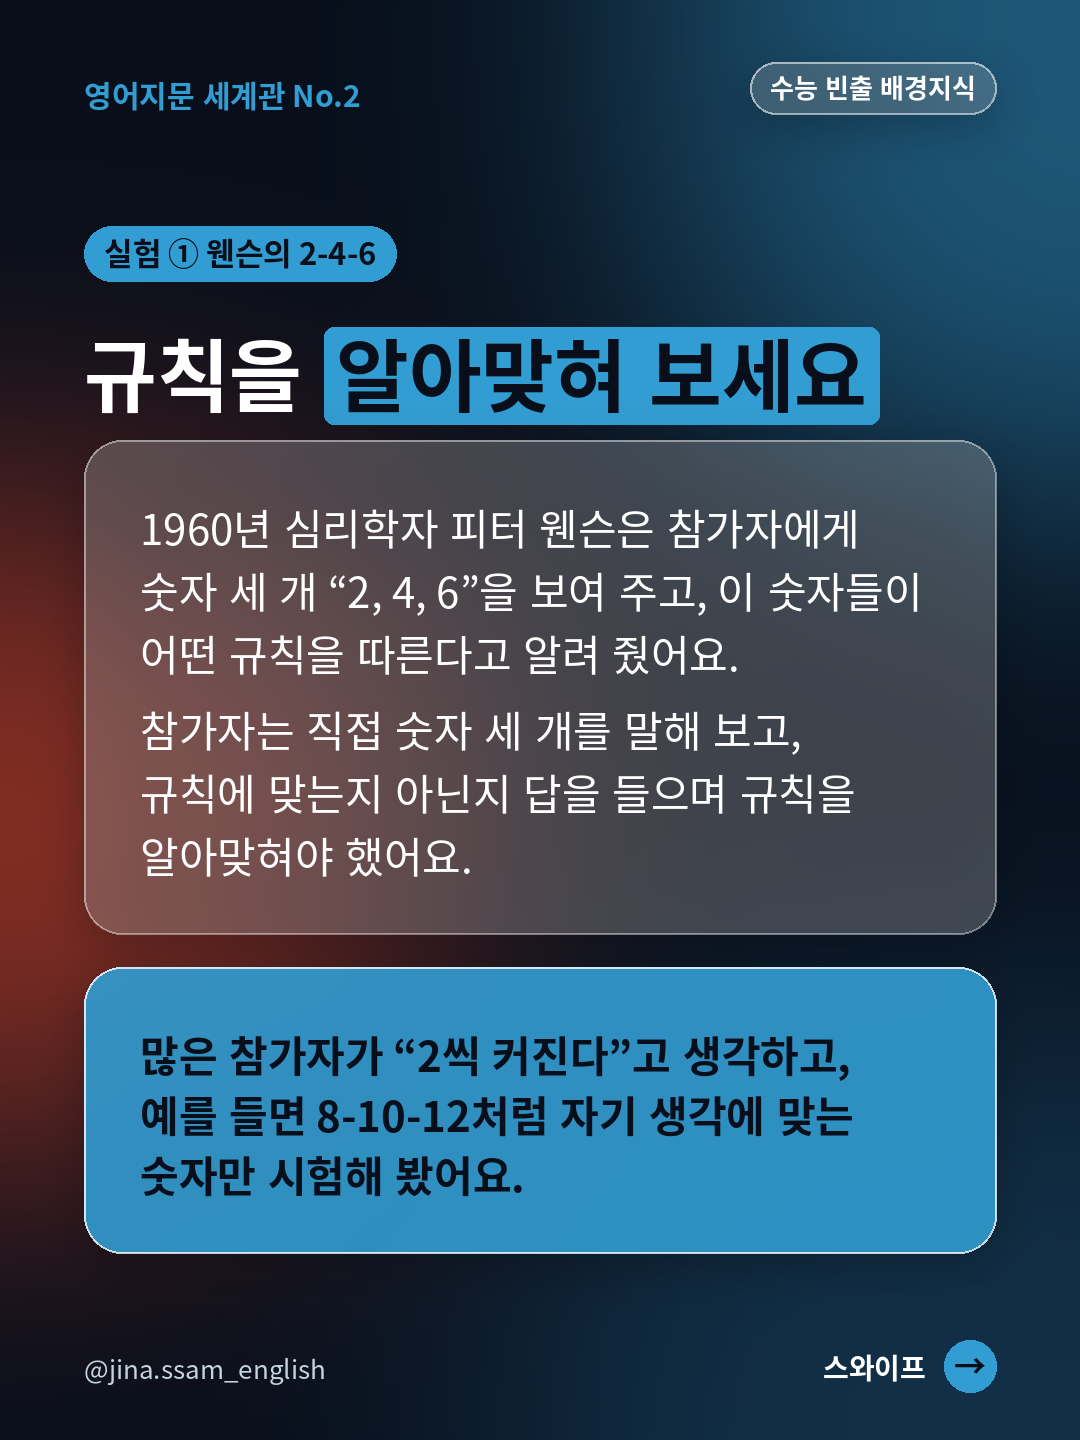 영어지문 세계관 No.2
수능 빈출 배경지식
실험 ① 웬슨의 2-4-6
규칙을 알아맞혀 보세요
1960년 심리학자 피터 웬슨은 참가자에게
숫자 세 개 “2, 4, 6”을 보여 주고, 이 숫자들이
어떤 규칙을 따른다고 알려 줬어요.
참가자는 직접 숫자 세 개를 말해 보고,
규칙에 맞는지 아닌지 답을 들으며 규칙을
알아맞혀야 했어요.
많은 참가자가 “2씩 커진다”고 생각하고,
예를 들면 8-10-12처럼 자기 생각에 맞는
숫자만 시험해 봤어요.
@jina.ssam_english
스와이프 →